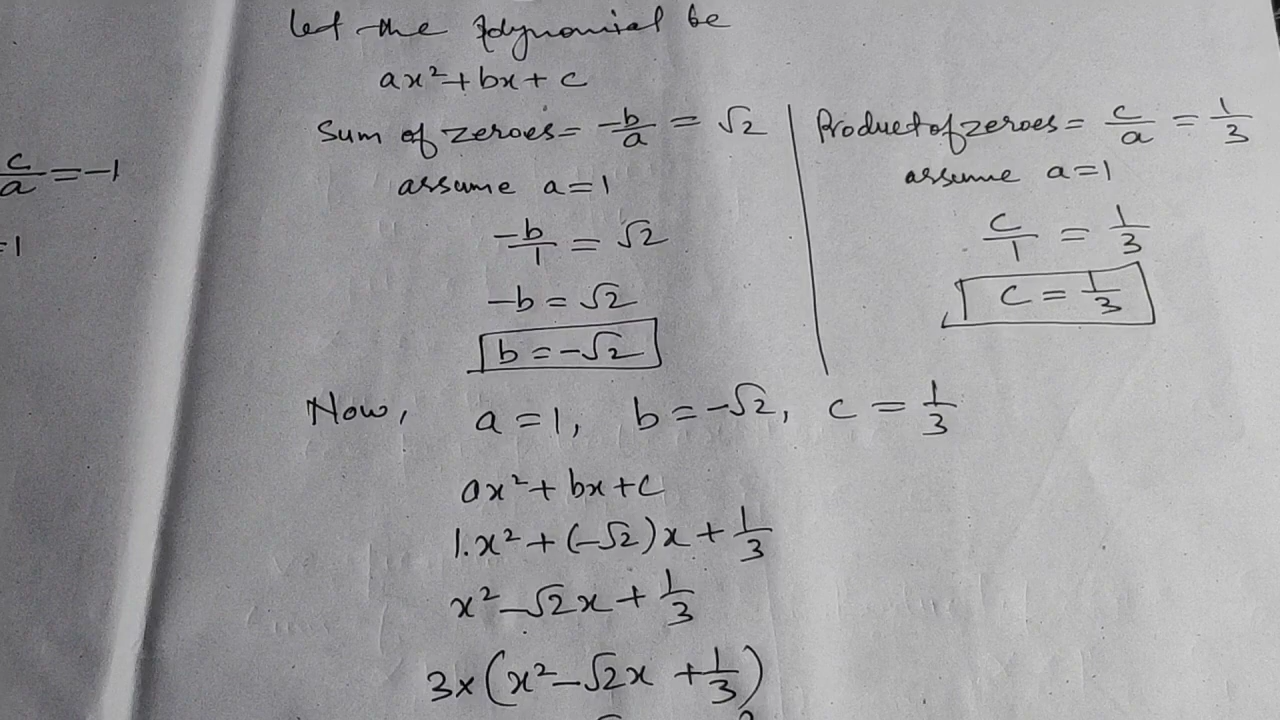 let the polynomial be
ax²+bx+c
Sum of zeroes= -b/a = √2
assume a=1
-b/1 = √2
-b = √2
b = -√2
Product of zeroes= c/a = 1/3
assume a=1
c/1 = 1/3
c = 1/3
c/a = -1
=1
Now, a=1, b=-√2, c = 1/3
ax²+bx+c
1.x²+(-√2)x+1/3
x²-√2x+1/3
3×(x²-√2x+1/3)